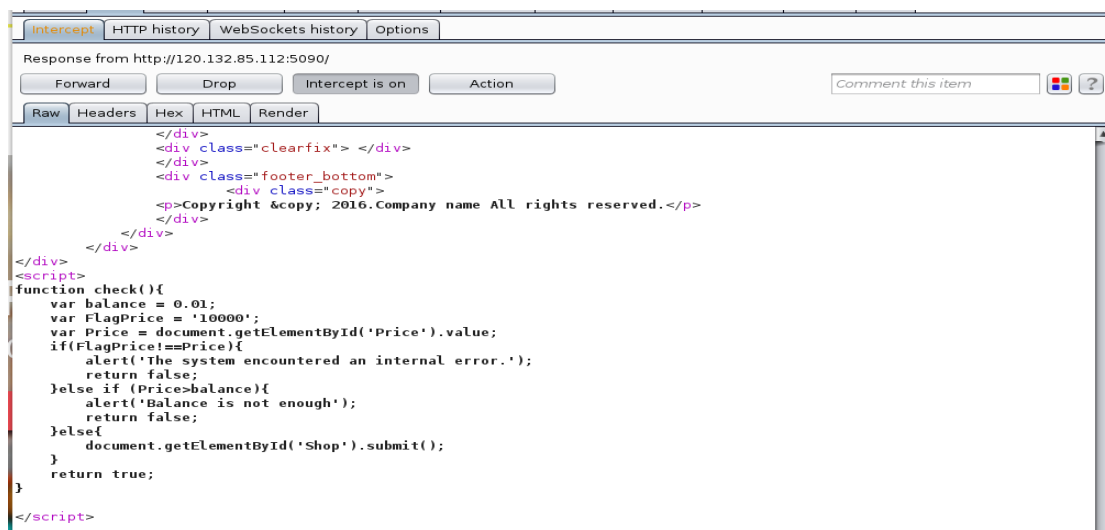 Intercept HTTP history WebSockets history Options
Response from http://120.132.85.112:5090/
Forward Drop Intercept is on Action Comment this item ?
Raw Headers Hex HTML Render
</div>
<div class="clearfix"> </div>
</div>
<div class="footer_bottom">
<div class="copy">
<p>Copyright &copy; 2016.Company name All rights reserved.</p>
</div>
</div>
</div>
</div>
<script>
function check(){
var balance = 0.01;
var FlagPrice = '10000';
var Price = document.getElementById('Price').value;
if(FlagPrice!==Price){
alert('The system encountered an internal error.');
return false;
}else if (Price>balance){
alert('Balance is not enough');
return false;
}else{
document.getElementById('Shop').submit();
}
return true;
}
</script>